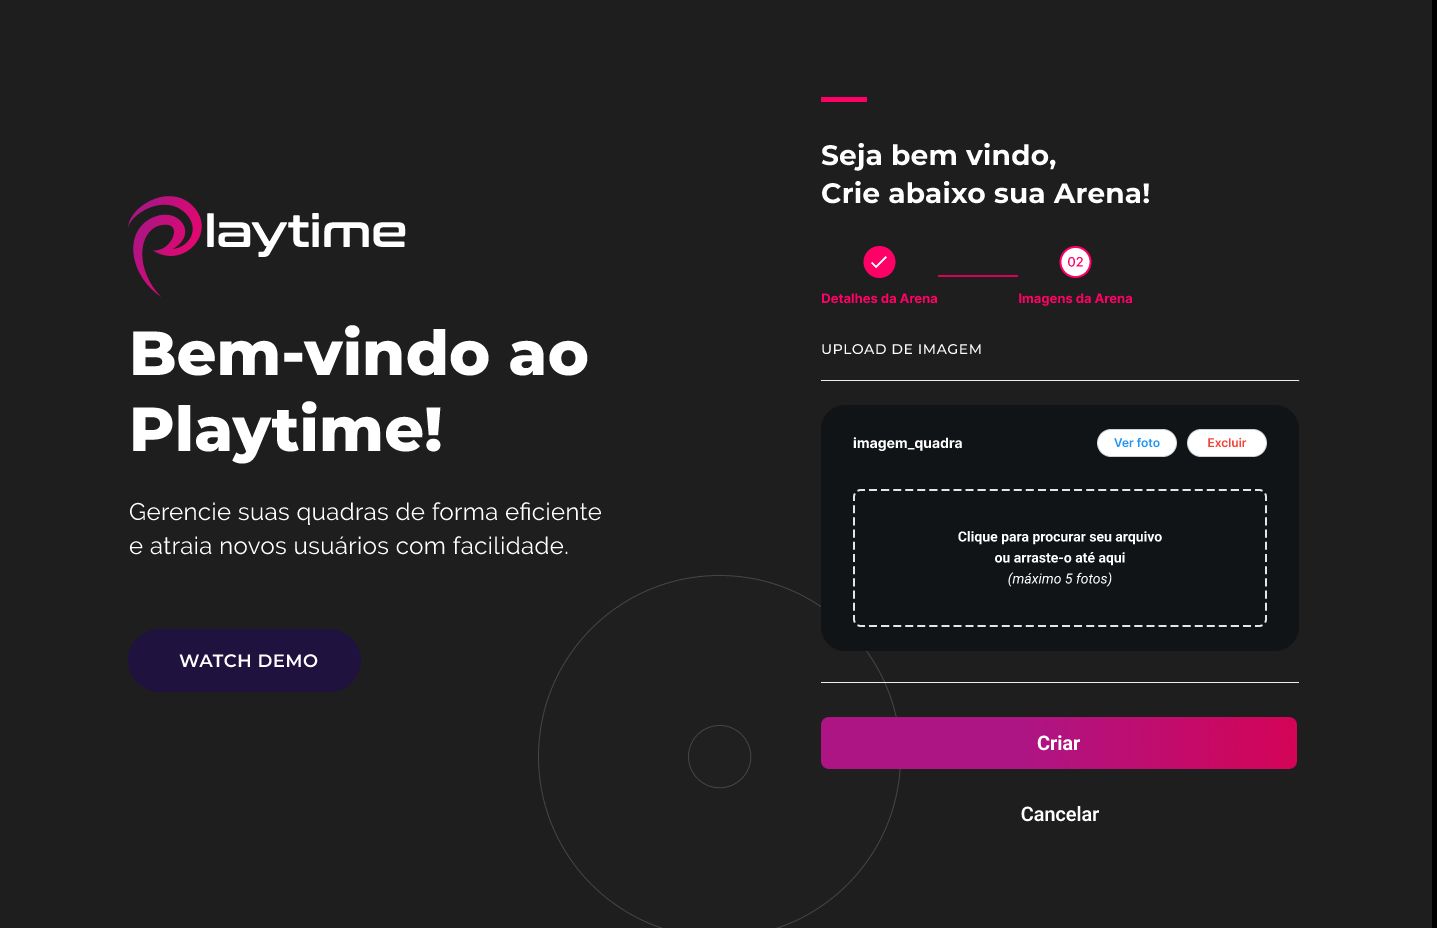 Playtime
Bem-vindo ao
Playtime!
Gerencie suas quadras de forma eficiente
e atraia novos usuários com facilidade.
WATCH DEMO
Seja bem vindo,
Crie abaixo sua Arena!
02
Detalhes da Arena
Imagens da Arena
UPLOAD DE IMAGEM
imagem_quadra
Ver foto
Excluir
Clique para procurar seu arquivo
ou arraste-o até aqui
(máximo 5 fotos)
Criar
Cancelar